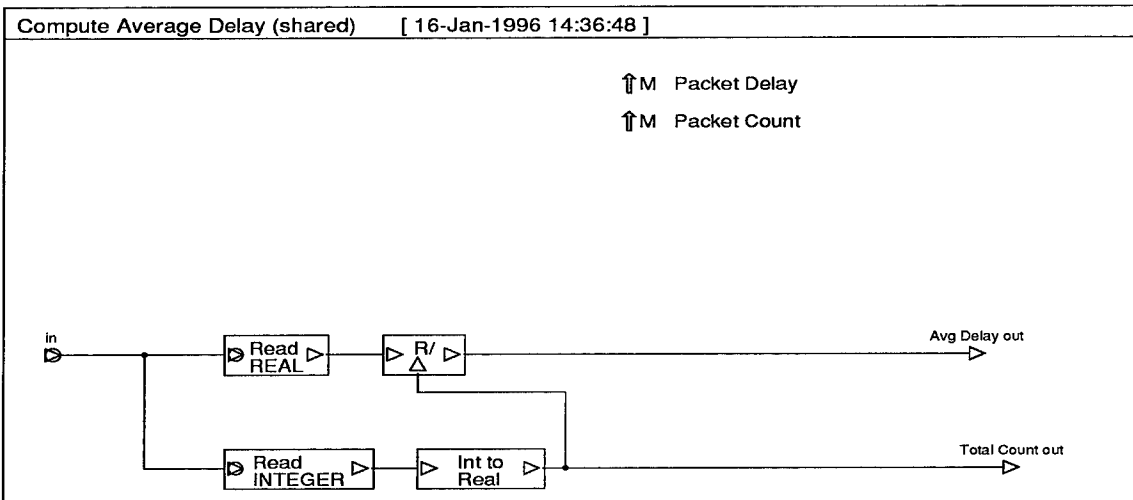 Compute Average Delay (shared) [ 16-Jan-1996 14:36:48 ]
⇑M Packet Delay
⇑M Packet Count
in
Read
REAL
R/
Avg Delay out
Read
INTEGER
Int to
Real
Total Count out